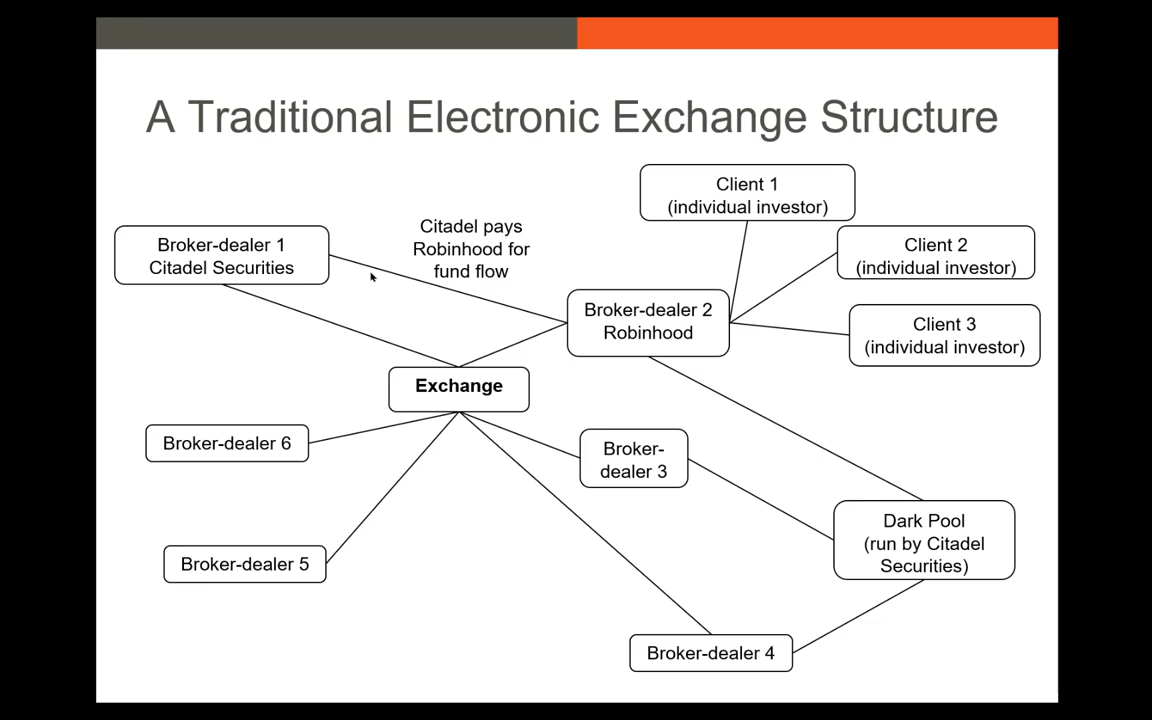 A Traditional Electronic Exchange Structure
Client 1
(individual investor)
Citadel pays
Robinhood for
fund flow
Broker-dealer 1
Citadel Securities
Client 2
(individual investor)
Broker-dealer 2
Robinhood
Client 3
(individual investor)
Exchange
Broker-dealer 6
Broker-
dealer 3
Dark Pool
(run by Citadel
Securities)
Broker-dealer 5
Broker-dealer 4